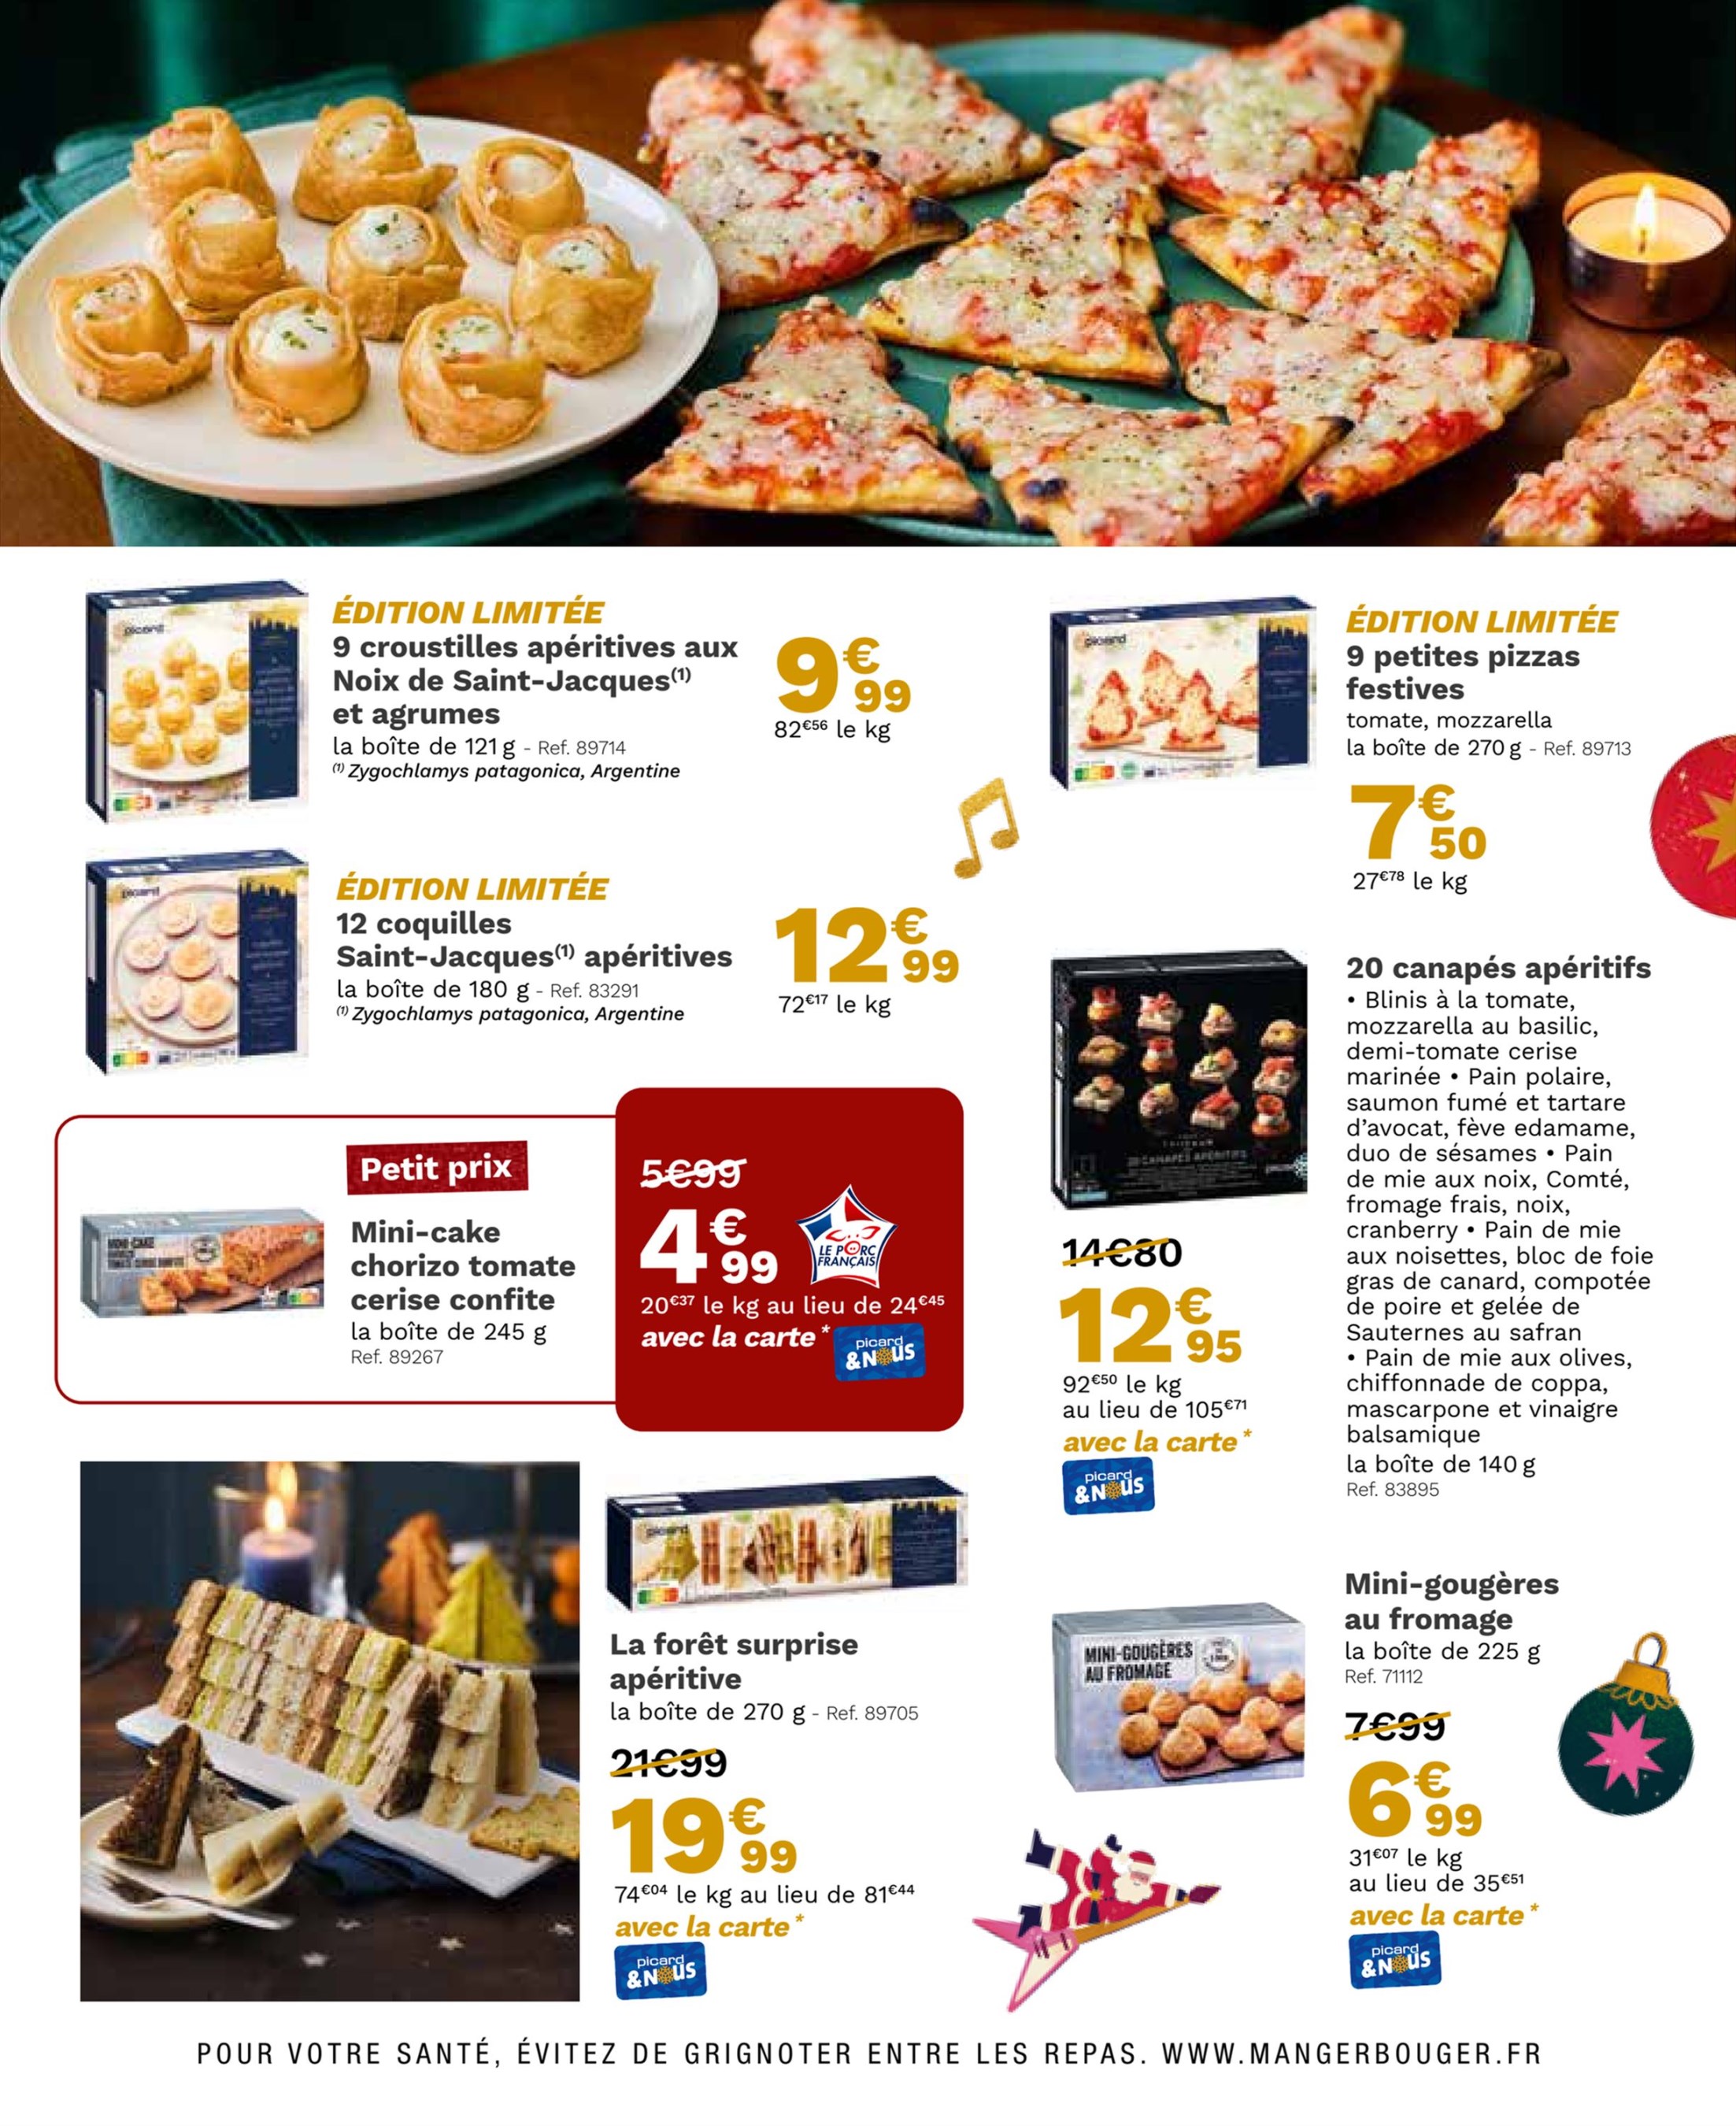 picard
ÉDITION LIMITÉE
9 croustilles apéritives aux
Noix de Saint-Jacques(1)
et agrumes
la boîte de 121 g - Ref. 89714
(1) Zygochlamys patagonica, Argentine
9€99
82€56 le kg
picard
ÉDITION LIMITÉE
9 petites pizzas
festives
tomate, mozzarella
la boîte de 270 g - Ref. 89713
7€50
27€78 le kg
picard
ÉDITION LIMITÉE
12 coquilles
Saint-Jacques(1) apéritives
la boîte de 180 g - Ref. 83291
(1) Zygochlamys patagonica, Argentine
12€99
72€17 le kg
Petit prix
MINI-CAKE
Mini-cake
chorizo tomate
cerise confite
la boîte de 245 g
Ref. 89267
5€99
4€99
LE PORC
FRANÇAIS
20€37 le kg au lieu de 24€45
avec la carte*
picard
&NOUS
20 CANAPÉS APÉRITIFS
picard
20 canapés apéritifs
• Blinis à la tomate,
mozzarella au basilic,
demi-tomate cerise
marinée • Pain polaire,
saumon fumé et tartare
d'avocat, fève edamame,
duo de sésames • Pain
de mie aux noix, Comté,
fromage frais, noix,
cranberry • Pain de mie
aux noisettes, bloc de foie
gras de canard, compotée
de poire et gelée de
Sauternes au safran
• Pain de mie aux olives,
chiffonnade de coppa,
mascarpone et vinaigre
balsamique
la boîte de 140 g
Ref. 83895
14€80
12€95
92€50 le kg
au lieu de 105€71
avec la carte*
picard
&NOUS
picard
La forêt surprise
apéritive
la boîte de 270 g - Ref. 89705
21€99
19€99
74€04 le kg au lieu de 81€44
avec la carte*
picard
&NOUS
MINI-GOUGÈRES
AU FROMAGE
Mini-gougères
au fromage
la boîte de 225 g
Ref. 71112
7€99
6€99
31€07 le kg
au lieu de 35€51
avec la carte*
picard
&NOUS
POUR VOTRE SANTÉ, ÉVITEZ DE GRIGNOTER ENTRE LES REPAS. WWW.MANGERBOUGER.FR